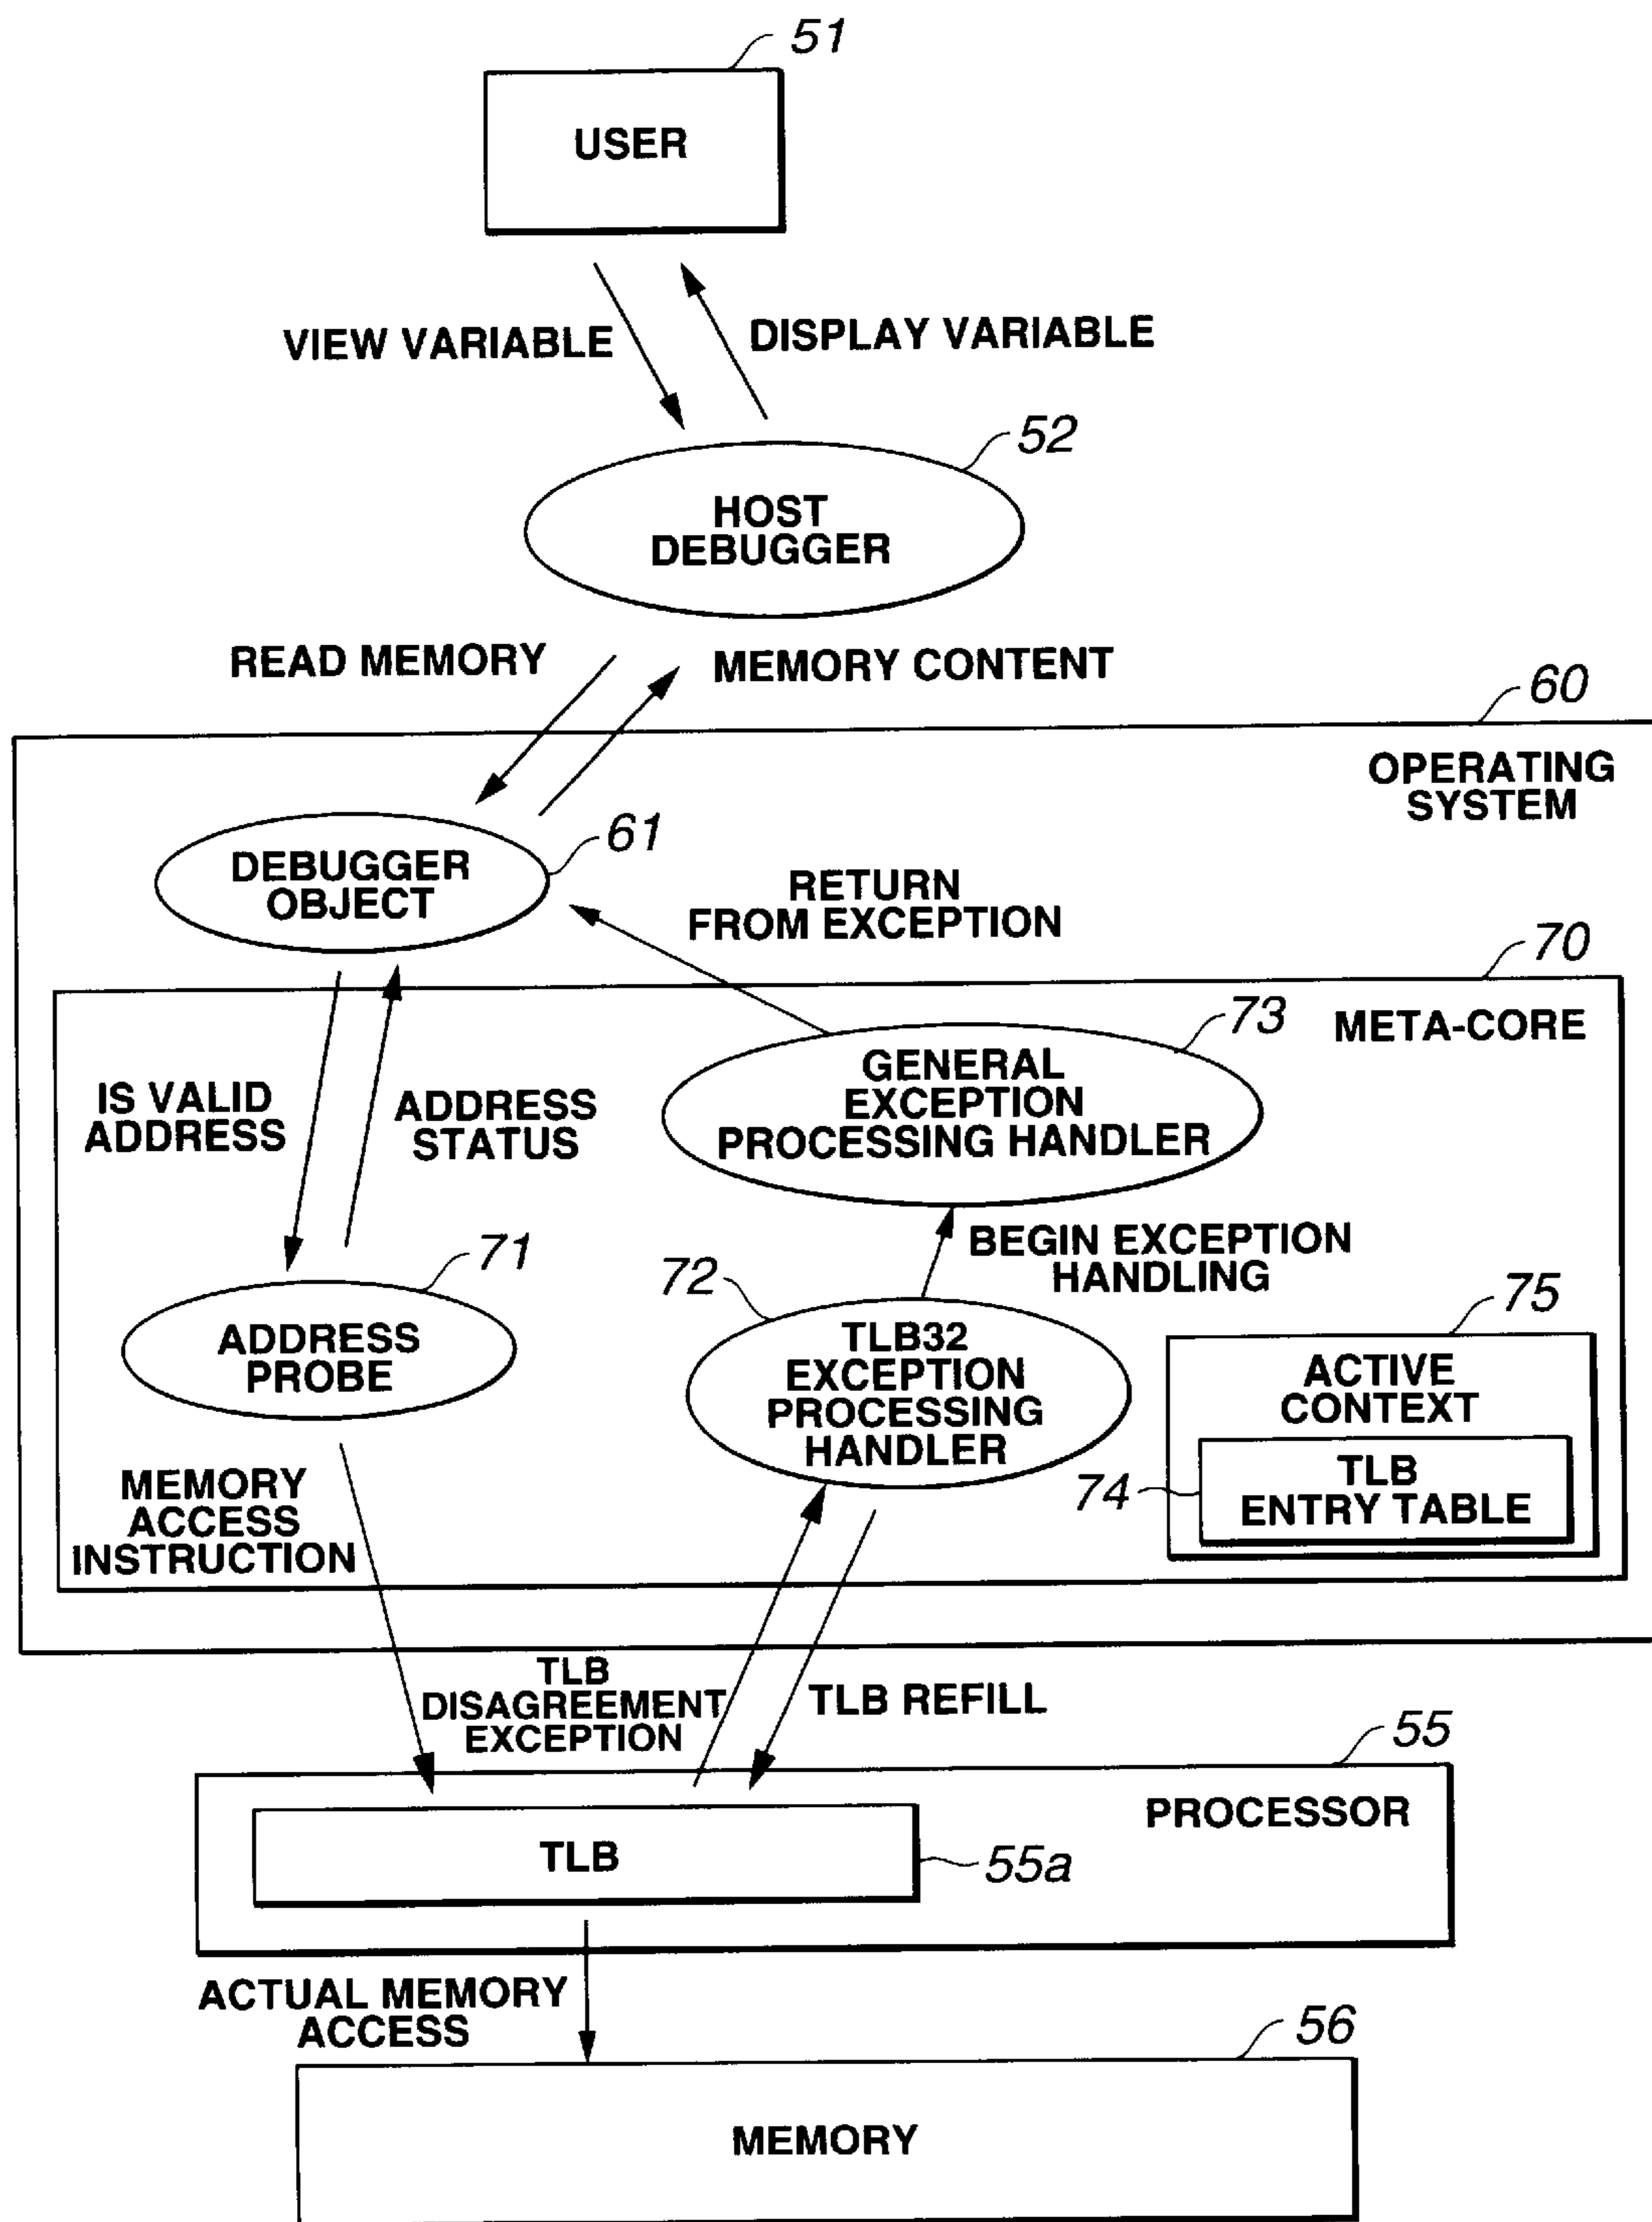 51
USER
VIEW VARIABLE
DISPLAY VARIABLE
52
HOST
DEBUGGER
READ MEMORY
MEMORY CONTENT
60
OPERATING
SYSTEM
61
DEBUGGER
OBJECT
RETURN
FROM EXCEPTION
70
META-CORE
73
GENERAL
EXCEPTION
PROCESSING HANDLER
IS VALID
ADDRESS
ADDRESS
STATUS
BEGIN EXCEPTION
HANDLING
71
ADDRESS
PROBE
72
TLB32
EXCEPTION
PROCESSING
HANDLER
75
ACTIVE
CONTEXT
74
TLB
ENTRY TABLE
MEMORY
ACCESS
INSTRUCTION
TLB
DISAGREEMENT
EXCEPTION
TLB REFILL
55
PROCESSOR
TLB
55a
ACTUAL MEMORY
ACCESS
56
MEMORY